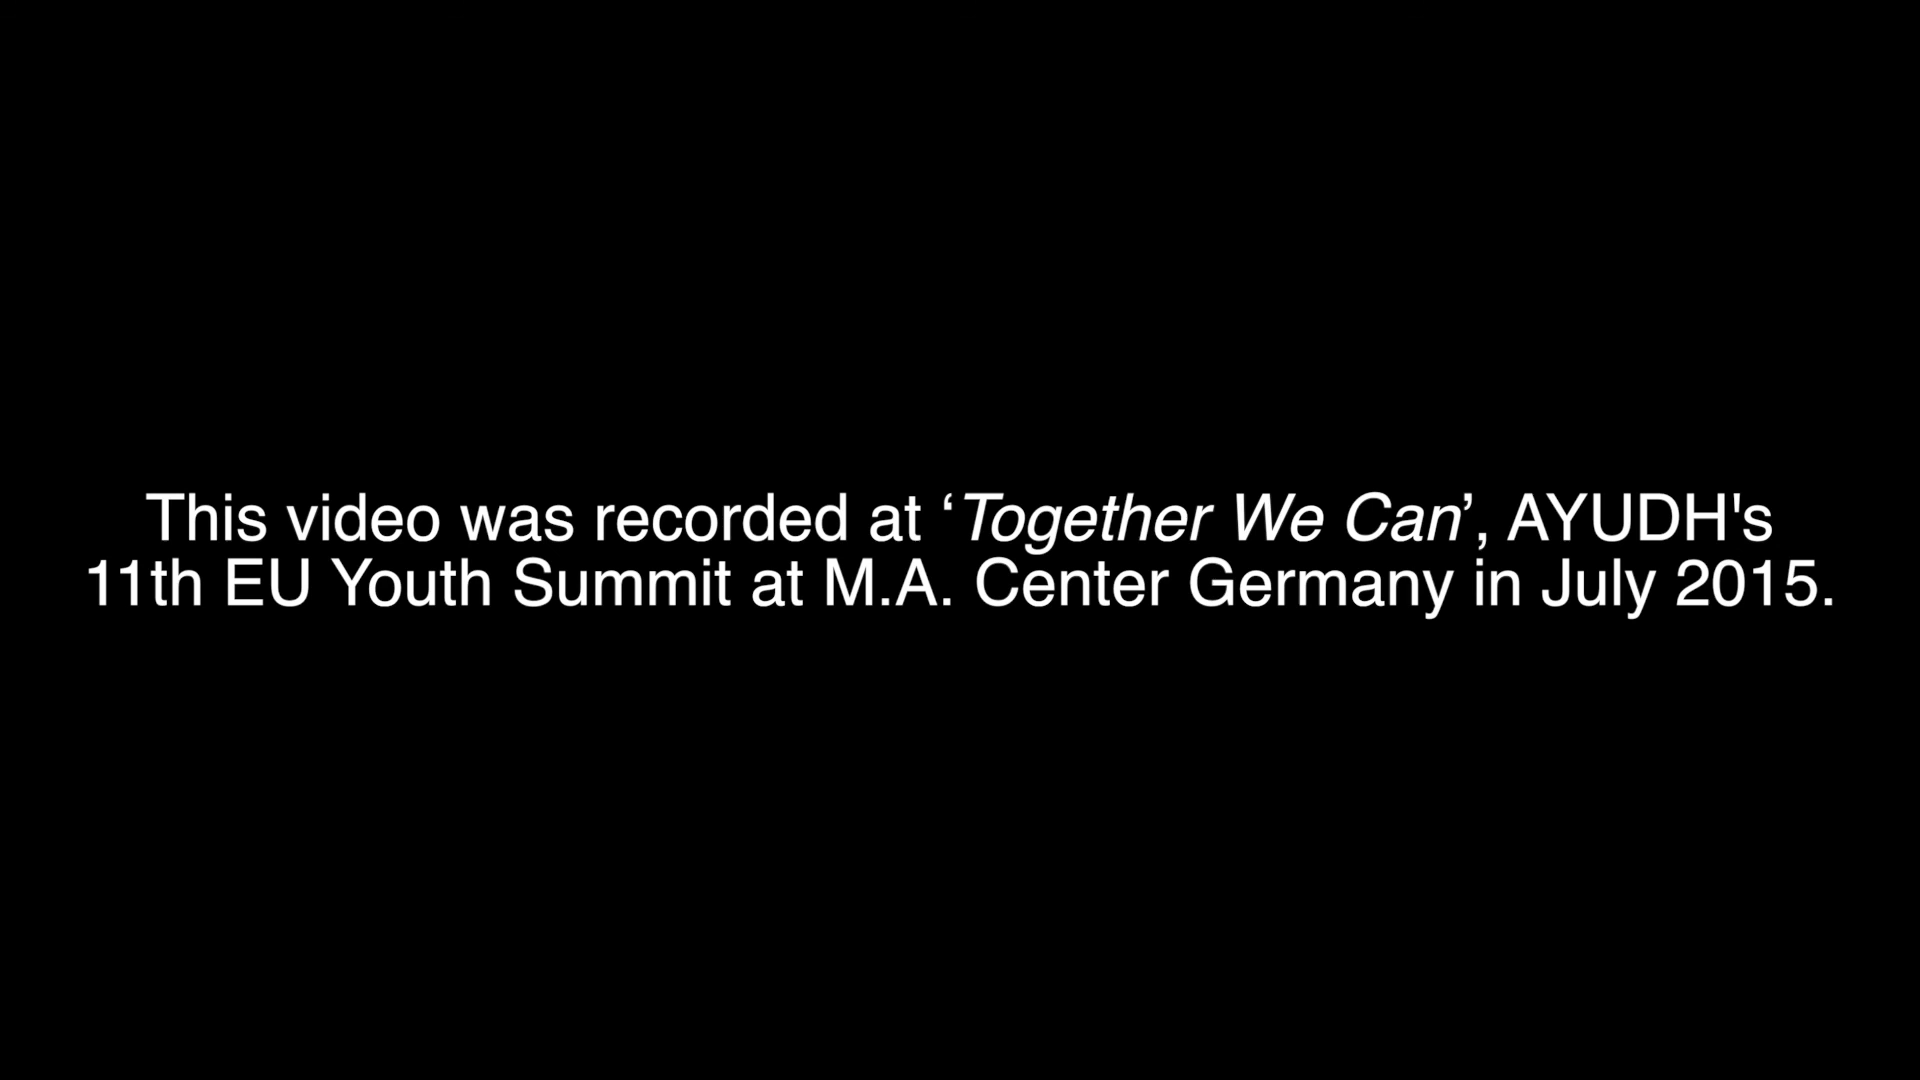 This video was recorded at ‘Together We Can’, AYUDH's
11th EU Youth Summit at M.A. Center Germany in July 2015.